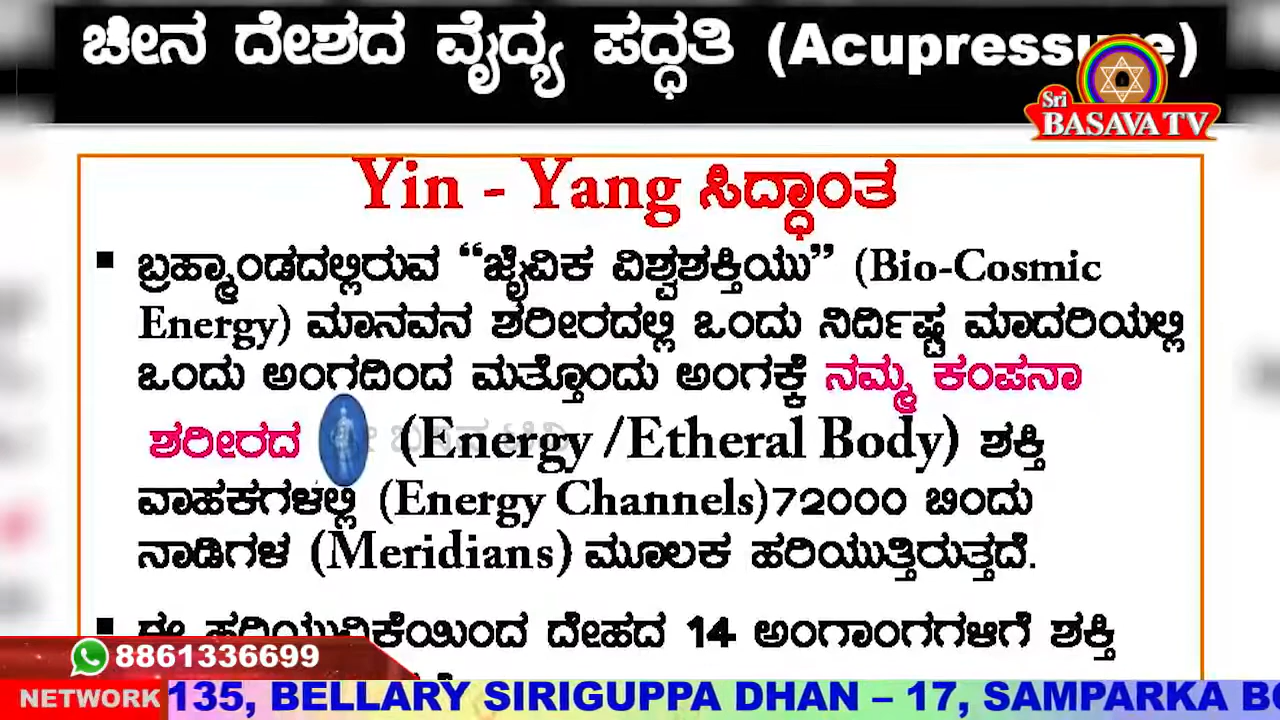 ಚೀನ ದೇಶದ ವೈದ್ಯ ಪದ್ಧತಿ (Acupressure)
Sri
BASAVA TV
Yin - Yang ಸಿದ್ಧಾಂತ
▪ ಬ್ರಹ್ಮಾಂಡದಲ್ಲಿರುವ “ಜೈವಿಕ ವಿಶ್ವಶಕ್ತಿಯು” (Bio-Cosmic
Energy) ಮಾನವನ ಶರೀರದಲ್ಲಿ ಒಂದು ನಿರ್ದಿಷ್ಟ ಮಾದರಿಯಲ್ಲಿ
ಒಂದು ಅಂಗದಿಂದ ಮತ್ತೊಂದು ಅಂಗಕ್ಕೆ ನಮ್ಮ ಕಂಪನಾ
ಶರೀರದ (Energy /Etheral Body) ಶಕ್ತಿ
ವಾಹಕಗಳಲ್ಲಿ (Energy Channels)72000 ಬಿಂದು
ನಾಡಿಗಳ (Meridians) ಮೂಲಕ ಹರಿಯುತ್ತಿರುತ್ತದೆ.
▪ ಈ ಹರಿಯುವಿಕೆಯಿಂದ ದೇಹದ 14 ಅಂಗಾಂಗಗಳಿಗೆ ಶಕ್ತಿ
8861336699
NETWORK 135, BELLARY SIRIGUPPA DHAN – 17, SAMPARKA